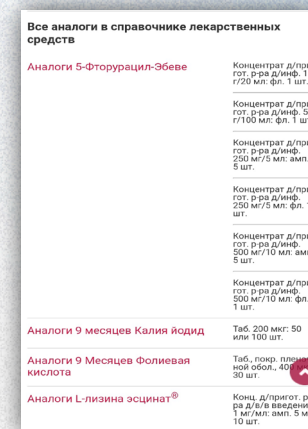 Все аналоги в справочнике лекарственных
средств
Аналоги 5-Фторурацил-Эбеве
Концентрат д/при
гот. р-ра д/инф. 1
г/20 мл: фл. 1 шт.
Концентрат д/при
гот. р-ра д/инф. 5
г/100 мл: фл. 1 шт
Концентрат д/при
гот. р-ра д/инф.
250 мг/5 мл: амп.
5 шт.
Концентрат д/при
гот. р-ра д/инф.
250 мг/5 мл: фл. 1
шт.
Концентрат д/при
гот. р-ра д/инф.
500 мг/10 мл: амп
5 шт.
Концентрат д/при
гот. р-ра д/инф.
500 мг/10 мл: фл.
1 шт.
Аналоги 9 месяцев Калия йодид
Таб. 200 мкг: 50
или 100 шт.
Аналоги 9 Месяцев Фолиевая
кислота
Таб., покр. пленоч
ной обол., 400 мкг
30 шт.
Аналоги L-лизина эсцинат®
Конц. д/пригот. р-
ра д/в/в введени
1 мг/мл: амп. 5 м
10 шт.